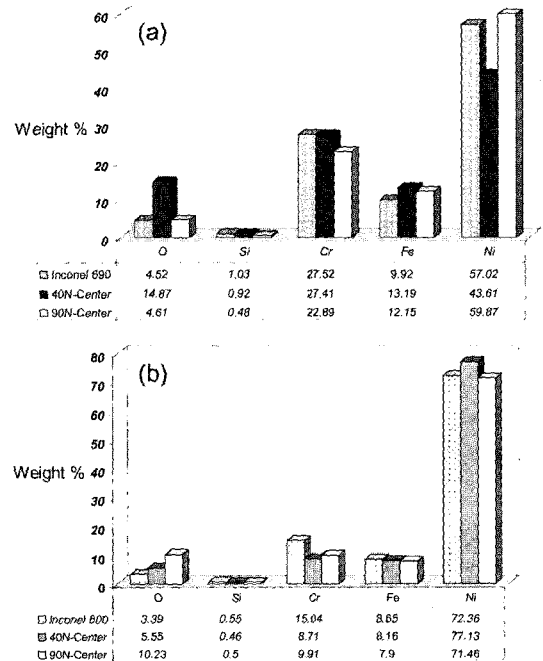 (a)
Weight %
60
50
40
30
20
10
0
O Si Cr Fe Ni
Inconel 690 4.52 1.03 27.52 9.92 57.02
40N-Center 14.87 0.92 27.41 13.19 43.61
90N-Center 4.61 0.48 22.89 12.15 59.87
(b)
Weight %
80
70
60
50
40
30
20
10
0
O Si Cr Fe Ni
Inconel 600 3.39 0.55 15.04 8.65 72.36
40N-Center 5.55 0.46 8.71 8.16 77.13
90N-Center 10.23 0.5 9.91 7.9 71.46